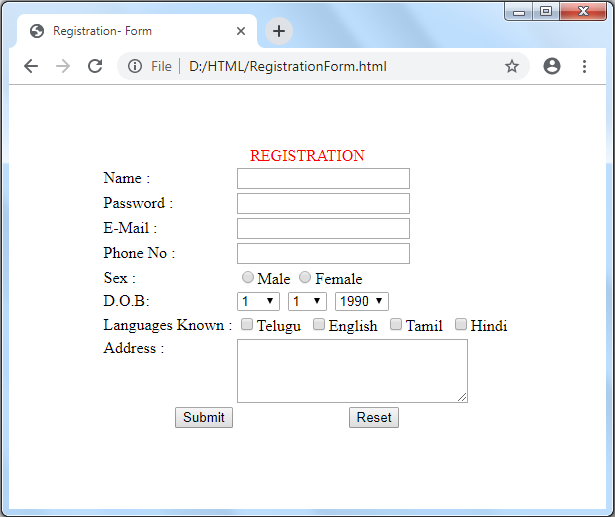 Registration- Form
File D:/HTML/RegistrationForm.html
REGISTRATION
Name :
Password :
E-Mail :
Phone No :
Sex : Male Female
D.O.B: 1 1 1990
Languages Known : Telugu English Tamil Hindi
Address :
Submit Reset